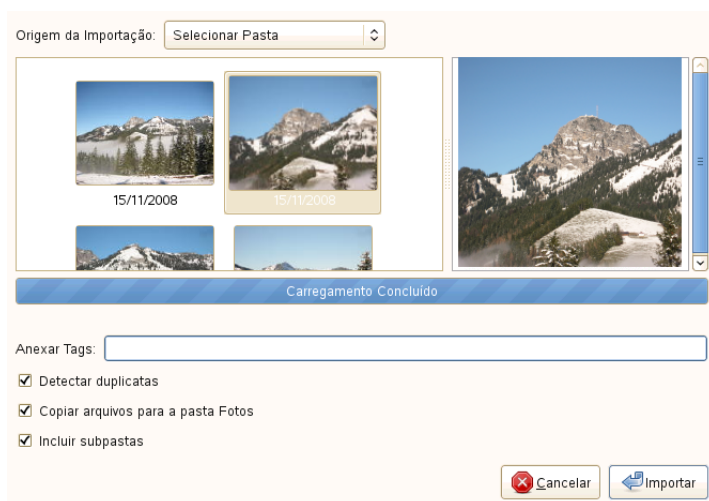 Origem da Importação: Selecionar Pasta
15/11/2008 15/11/2008
Carregamento Concluído
Anexar Tags:
Detectar duplicatas
Copiar arquivos para a pasta Fotos
Incluir subpastas
Cancelar Importar